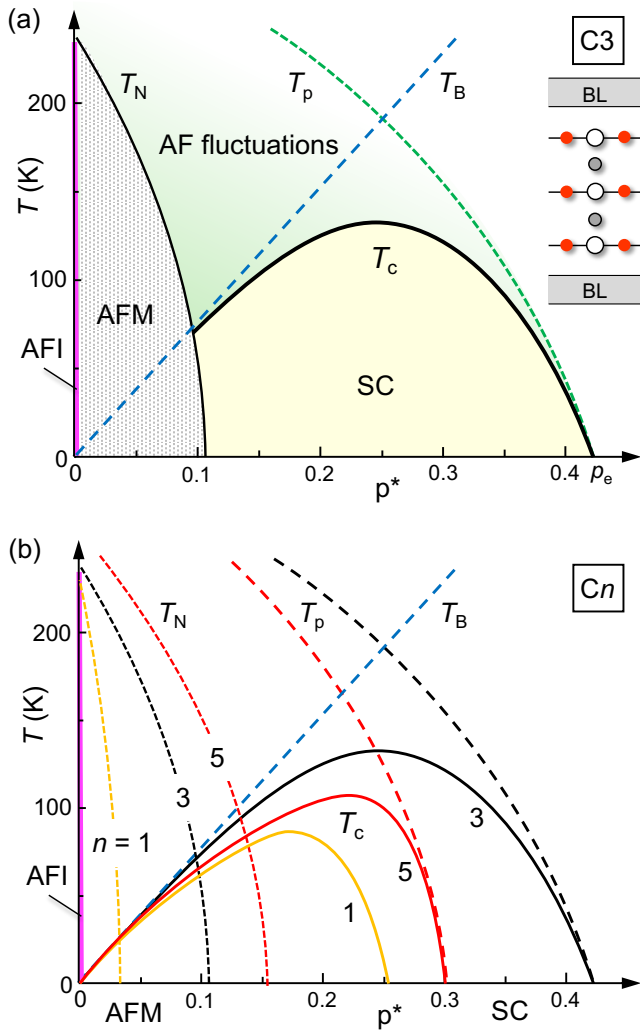 (a)
C3
200
100
0
T (K)
T_N
T_p
T_B
BL
AF fluctuations
T_c
AFM
AFI
SC
BL
0
0.1
0.2
0.3
0.4
p_e
p*
(b)
Cn
200
100
0
T (K)
T_N
T_p
T_B
5
3
n = 1
T_c
3
5
1
AFI
0
0.1
0.2
0.3
0.4
AFM
p*
SC